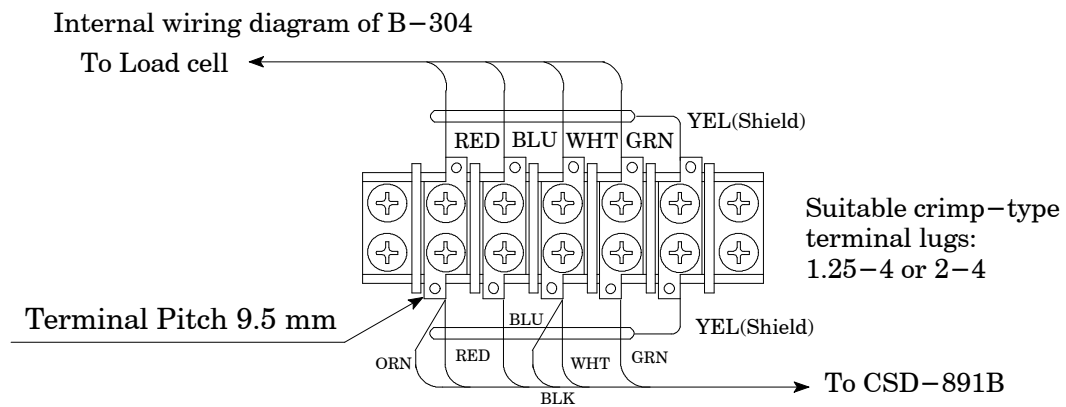 Internal wiring diagram of B−304
To Load cell
YEL(Shield)
RED BLU WHT GRN
Suitable crimp−type
terminal lugs:
1.25−4 or 2−4
Terminal Pitch 9.5 mm
BLU
YEL(Shield)
ORN RED WHT GRN
BLK
To CSD−891B